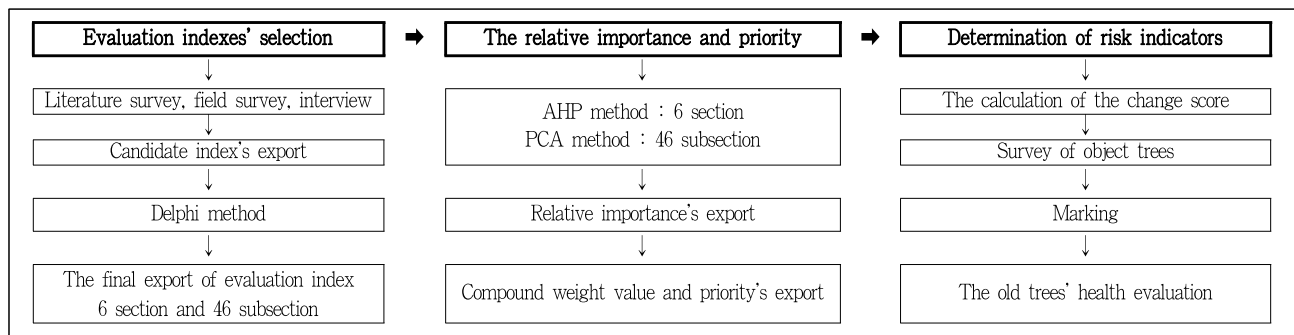 Evaluation indexes' selection
Literature survey, field survey, interview
Candidate index's export
Delphi method
The final export of evaluation index
6 section and 46 subsection
The relative importance and priority
AHP method : 6 section
PCA method : 46 subsection
Relative importance's export
Compound weight value and priority's export
Determination of risk indicators
The calculation of the change score
Survey of object trees
Marking
The old trees' health evaluation